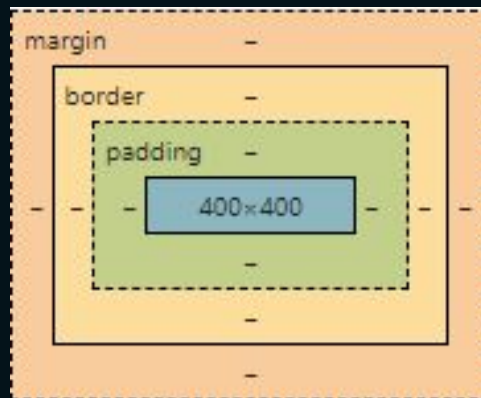 margin –
border –
padding –
– – – 400×400 – – –
–
–
–